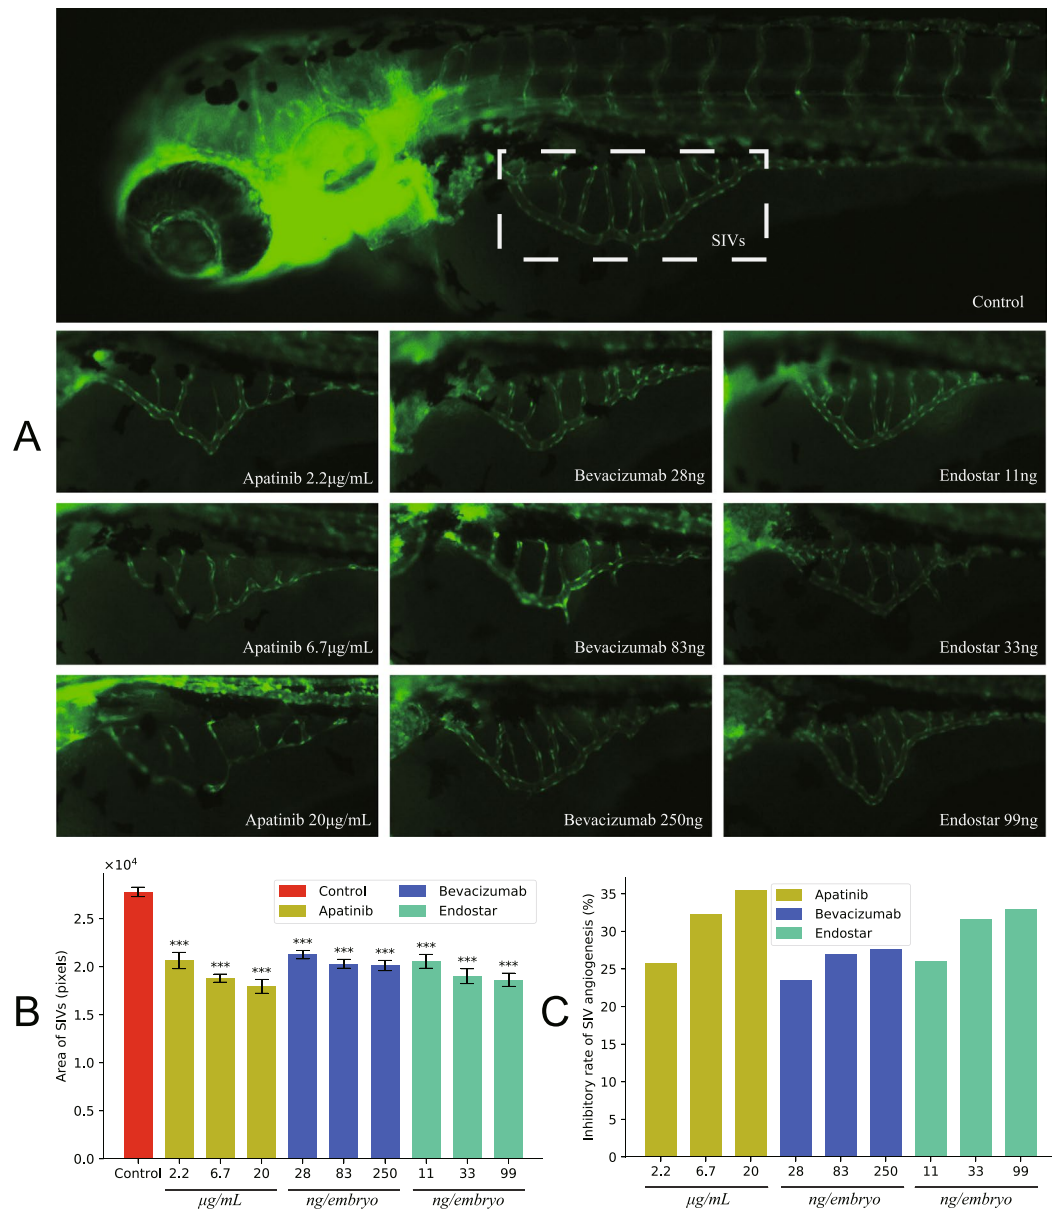 SIVs
Control
A
Apatinib 2.2μg/mL
Bevacizumab 28ng
Endostar 11ng
Apatinib 6.7μg/mL
Bevacizumab 83ng
Endostar 33ng
Apatinib 20μg/mL
Bevacizumab 250ng
Endostar 99ng
B
×10⁴
Area of SIVs (pixels)
2.5
2.0
1.5
1.0
0.5
0.0
Control
Apatinib
Bevacizumab
Endostar
*** *** *** *** *** *** *** *** ***
Control 2.2 6.7 20 28 83 250 11 33 99
μg/mL ng/embryo ng/embryo
C
Inhibitory rate of SIV angiogenesis (%)
35
30
25
20
15
10
5
0
Apatinib
Bevacizumab
Endostar
2.2 6.7 20 28 83 250 11 33 99
μg/mL ng/embryo ng/embryo